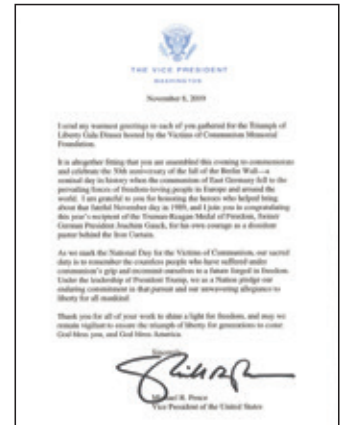 THE VICE PRESIDENT
WASHINGTON
November 6, 2019
I send my warmest greetings to each of you gathered for the Triumph of
Liberty Gala Dinner hosted by the Victims of Communism Memorial
Foundation.
It is altogether fitting that you are assembled this evening to commemorate
and celebrate the 30th anniversary of the fall of the Berlin Wall—a
seminal day in history when the communism of East Germany fell to the
prevailing forces of freedom-loving people in Europe and around the
world. I am grateful to you for honoring the heroes who helped bring
about that fateful November day in 1989, and I join you in congratulating
this year's recipient of the Truman-Reagan Medal of Freedom, former
German President Joachim Gauck, for his own courage as a dissident
pastor behind the Iron Curtain.
As we mark the National Day for the Victims of Communism, our sacred
duty is to remember the countless people who have suffered under
communism's grip and recommit ourselves to a future forged in freedom.
Under the leadership of President Trump, we as a Nation pledge our
enduring commitment in that pursuit and our unwavering allegiance to
liberty for all mankind.
Thank you for all of your work to shine a light for freedom, and may we
remain vigilant to ensure the triumph of liberty for generations to come.
God bless you, and God bless America.
Sincerely,
Michael R. Pence
Vice President of the United States